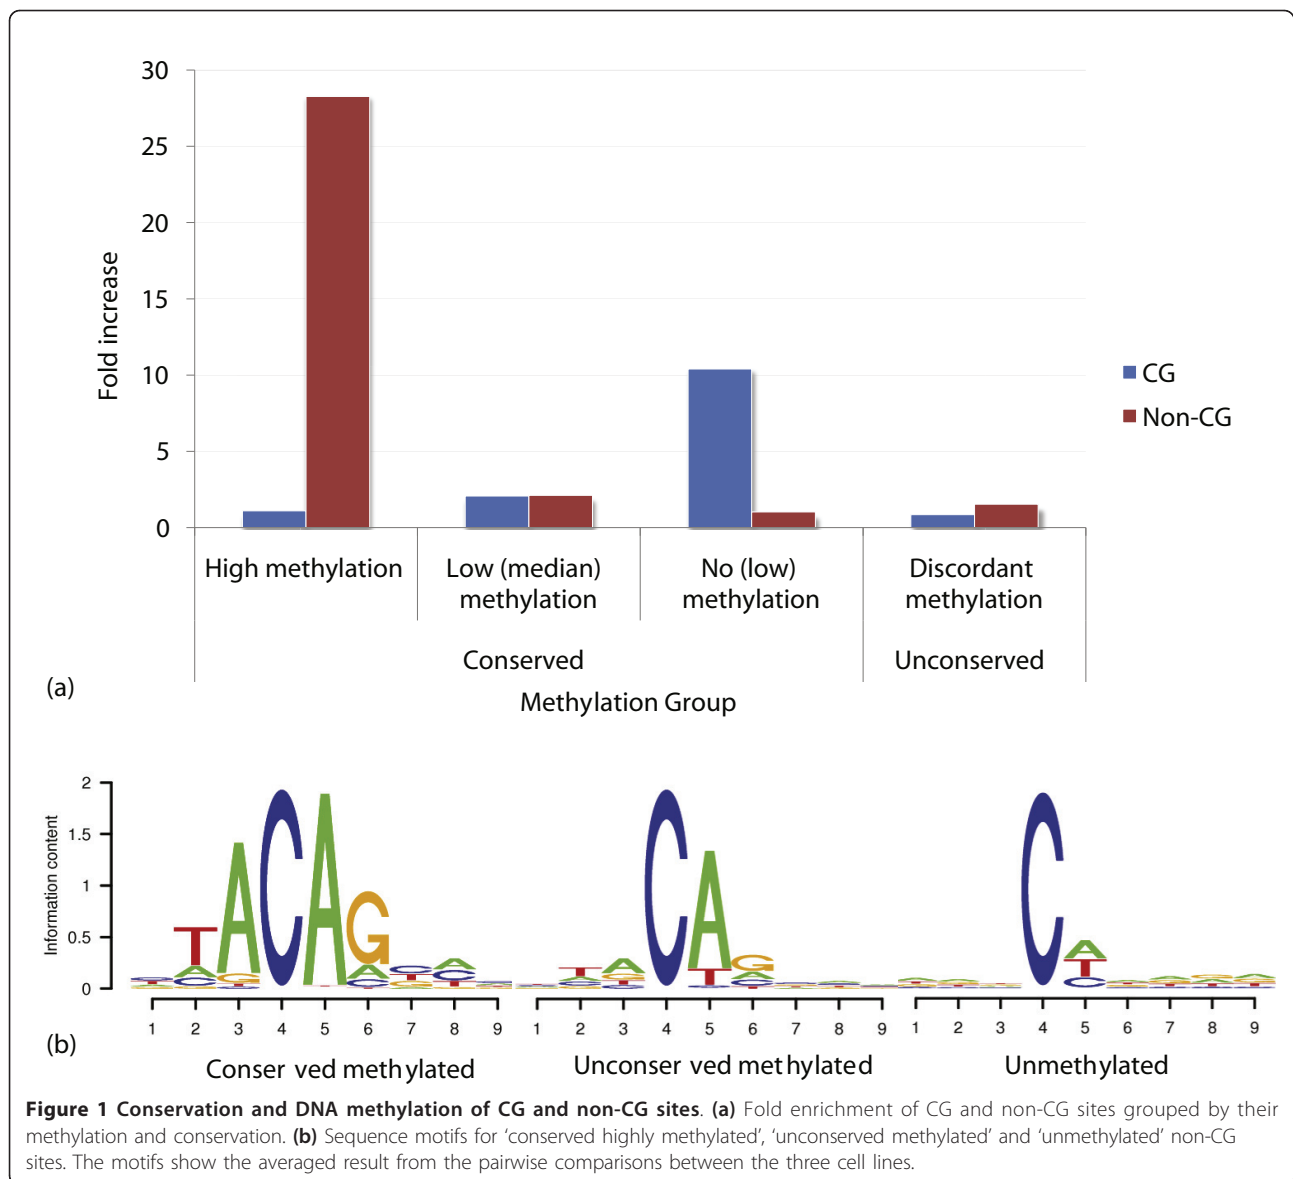 30
25
20
15
10
5
0
Fold increase
CG
Non-CG
High methylation
Low (median)
methylation
No (low)
methylation
Discordant
methylation
Conserved
Unconserved
(a)
Methylation Group
2
1.5
1
0.5
0
Information content
T A C A G
C A G
C A T C
1 2 3 4 5 6 7 8 9
1 2 3 4 5 6 7 8 9
1 2 3 4 5 6 7 8 9
(b)
Conser ved methylated
Unconser ved methylated
Unmethylated
Figure 1 Conservation and DNA methylation of CG and non-CG sites. (a) Fold enrichment of CG and non-CG sites grouped by their
methylation and conservation. (b) Sequence motifs for 'conserved highly methylated', 'unconserved methylated' and 'unmethylated' non-CG
sites. The motifs show the averaged result from the pairwise comparisons between the three cell lines.